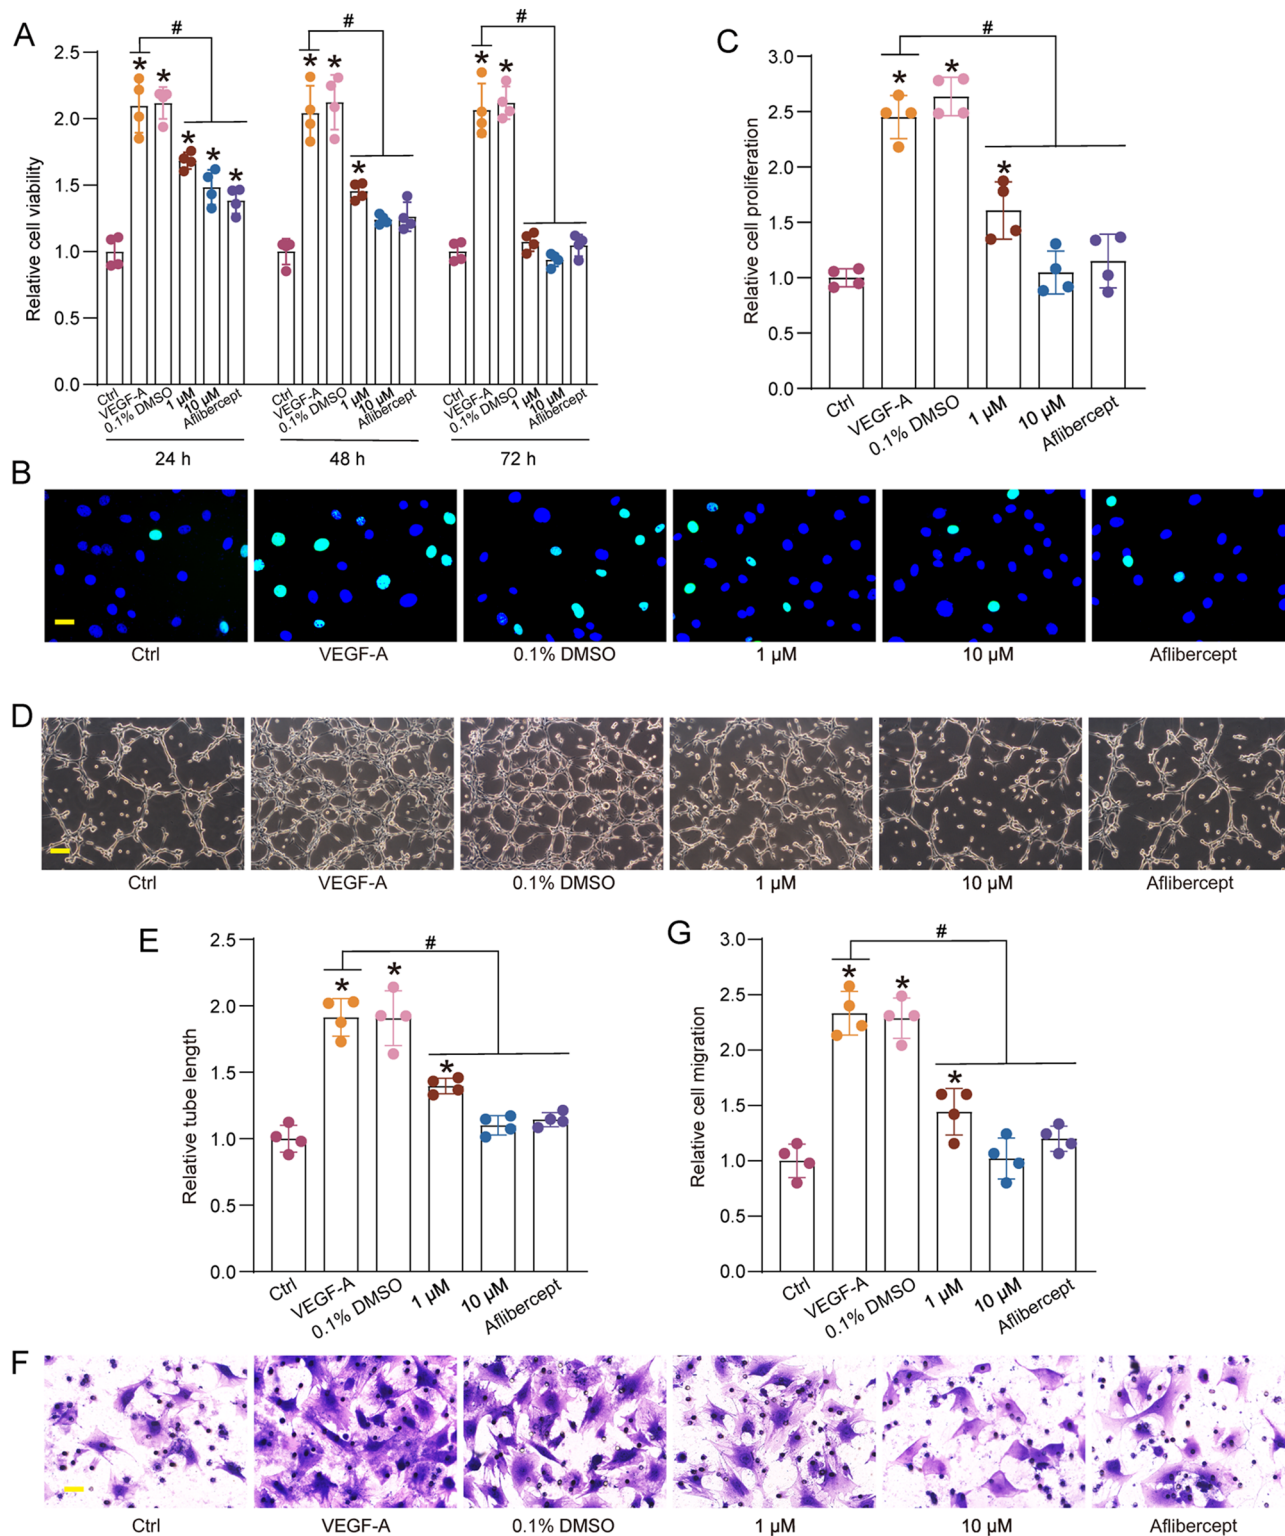 A
Relative cell viability
2.5
2.0
1.5
1.0
0.5
0.0
#
#
#
* * * * *
* * *
* *
Ctrl
VEGF-A
0.1% DMSO
1 µM
10 µM
Aflibercept
24 h
Ctrl
VEGF-A
0.1% DMSO
1 µM
10 µM
Aflibercept
48 h
Ctrl
VEGF-A
0.1% DMSO
1 µM
10 µM
Aflibercept
72 h
C
Relative cell proliferation
3.0
2.5
2.0
1.5
1.0
0.5
0.0
#
* * *
Ctrl
VEGF-A
0.1% DMSO
1 µM
10 µM
Aflibercept
B
Ctrl
VEGF-A
0.1% DMSO
1 µM
10 µM
Aflibercept
D
Ctrl
VEGF-A
0.1% DMSO
1 µM
10 µM
Aflibercept
E
Relative tube length
2.5
2.0
1.5
1.0
0.5
0.0
#
* * *
Ctrl
VEGF-A
0.1% DMSO
1 µM
10 µM
Aflibercept
G
Relative cell migration
3.0
2.5
2.0
1.5
1.0
0.5
0.0
#
* * *
Ctrl
VEGF-A
0.1% DMSO
1 µM
10 µM
Aflibercept
F
Ctrl
VEGF-A
0.1% DMSO
1 µM
10 µM
Aflibercept